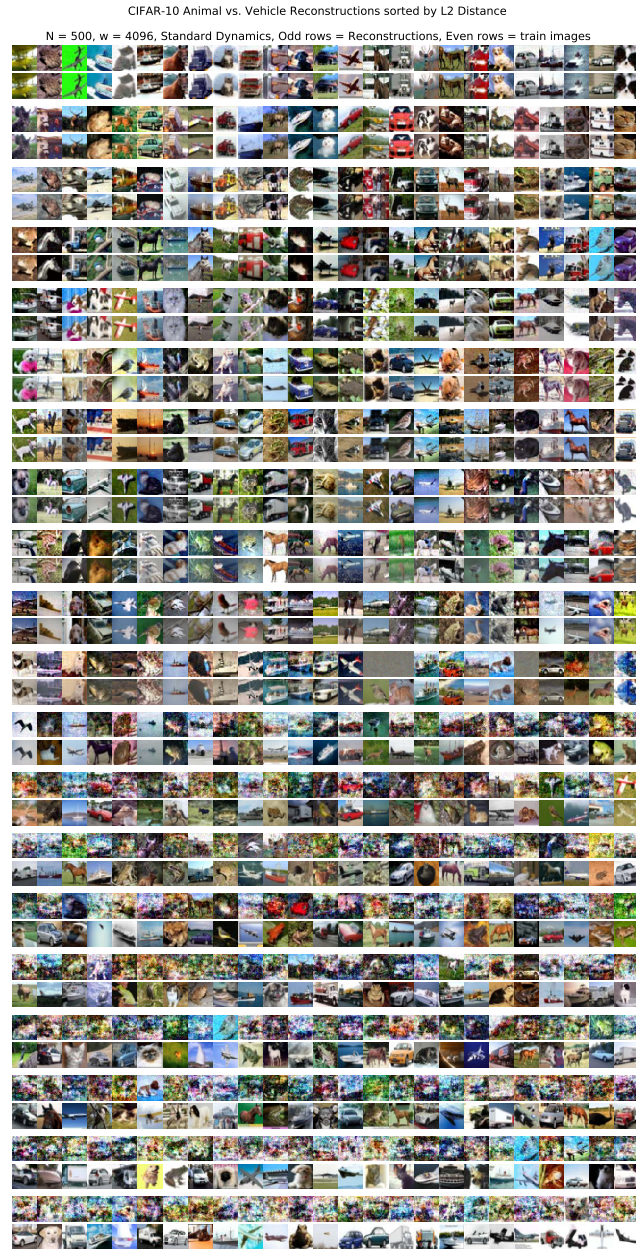 CIFAR-10 Animal vs. Vehicle Reconstructions sorted by L2 Distance
N = 500, w = 4096, Standard Dynamics, Odd rows = Reconstructions, Even rows = train images